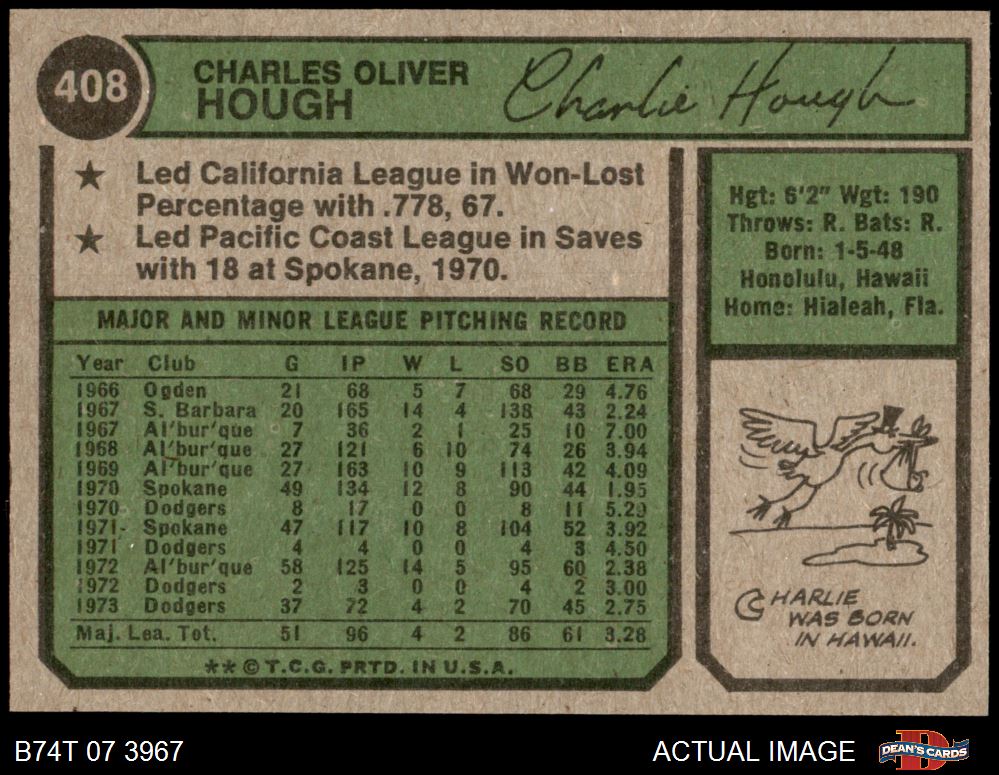 408
CHARLES OLIVER
HOUGH
Charlie Hough
★ Led California League in Won-Lost
Percentage with .778, 67.
★ Led Pacific Coast League in Saves
with 18 at Spokane, 1970.
Hgt: 6'2" Wgt: 190
Throws: R. Bats: R.
Born: 1-5-48
Honolulu, Hawaii
Home: Hialeah, Fla.
MAJOR AND MINOR LEAGUE PITCHING RECORD
Year Club G IP W L SO BB ERA
1966 Ogden 21 68 5 7 68 29 4.76
1967 S. Barbara 20 165 14 4 138 43 2.24
1967 Al'bur'que 7 36 2 1 25 10 7.00
1968 Al'bur'que 27 121 6 10 74 26 3.94
1969 Al'bur'que 27 163 10 9 113 42 4.09
1970 Spokane 49 134 12 8 90 44 1.95
1970 Dodgers 8 17 0 0 8 11 5.29
1971 Spokane 47 117 10 8 104 52 3.92
1971 Dodgers 4 4 0 0 4 3 4.50
1972 Al'bur'que 58 125 14 5 95 60 2.38
1972 Dodgers 2 3 0 0 4 2 3.00
1973 Dodgers 37 72 4 2 70 45 2.75
Maj. Lea. Tot. 51 96 4 2 86 61 3.28
**©T.C.G. PRTD. IN U.S.A.
CHARLIE
WAS BORN
IN HAWAII.
B74T 07 3967
ACTUAL IMAGE
D
DEAN'S CARDS